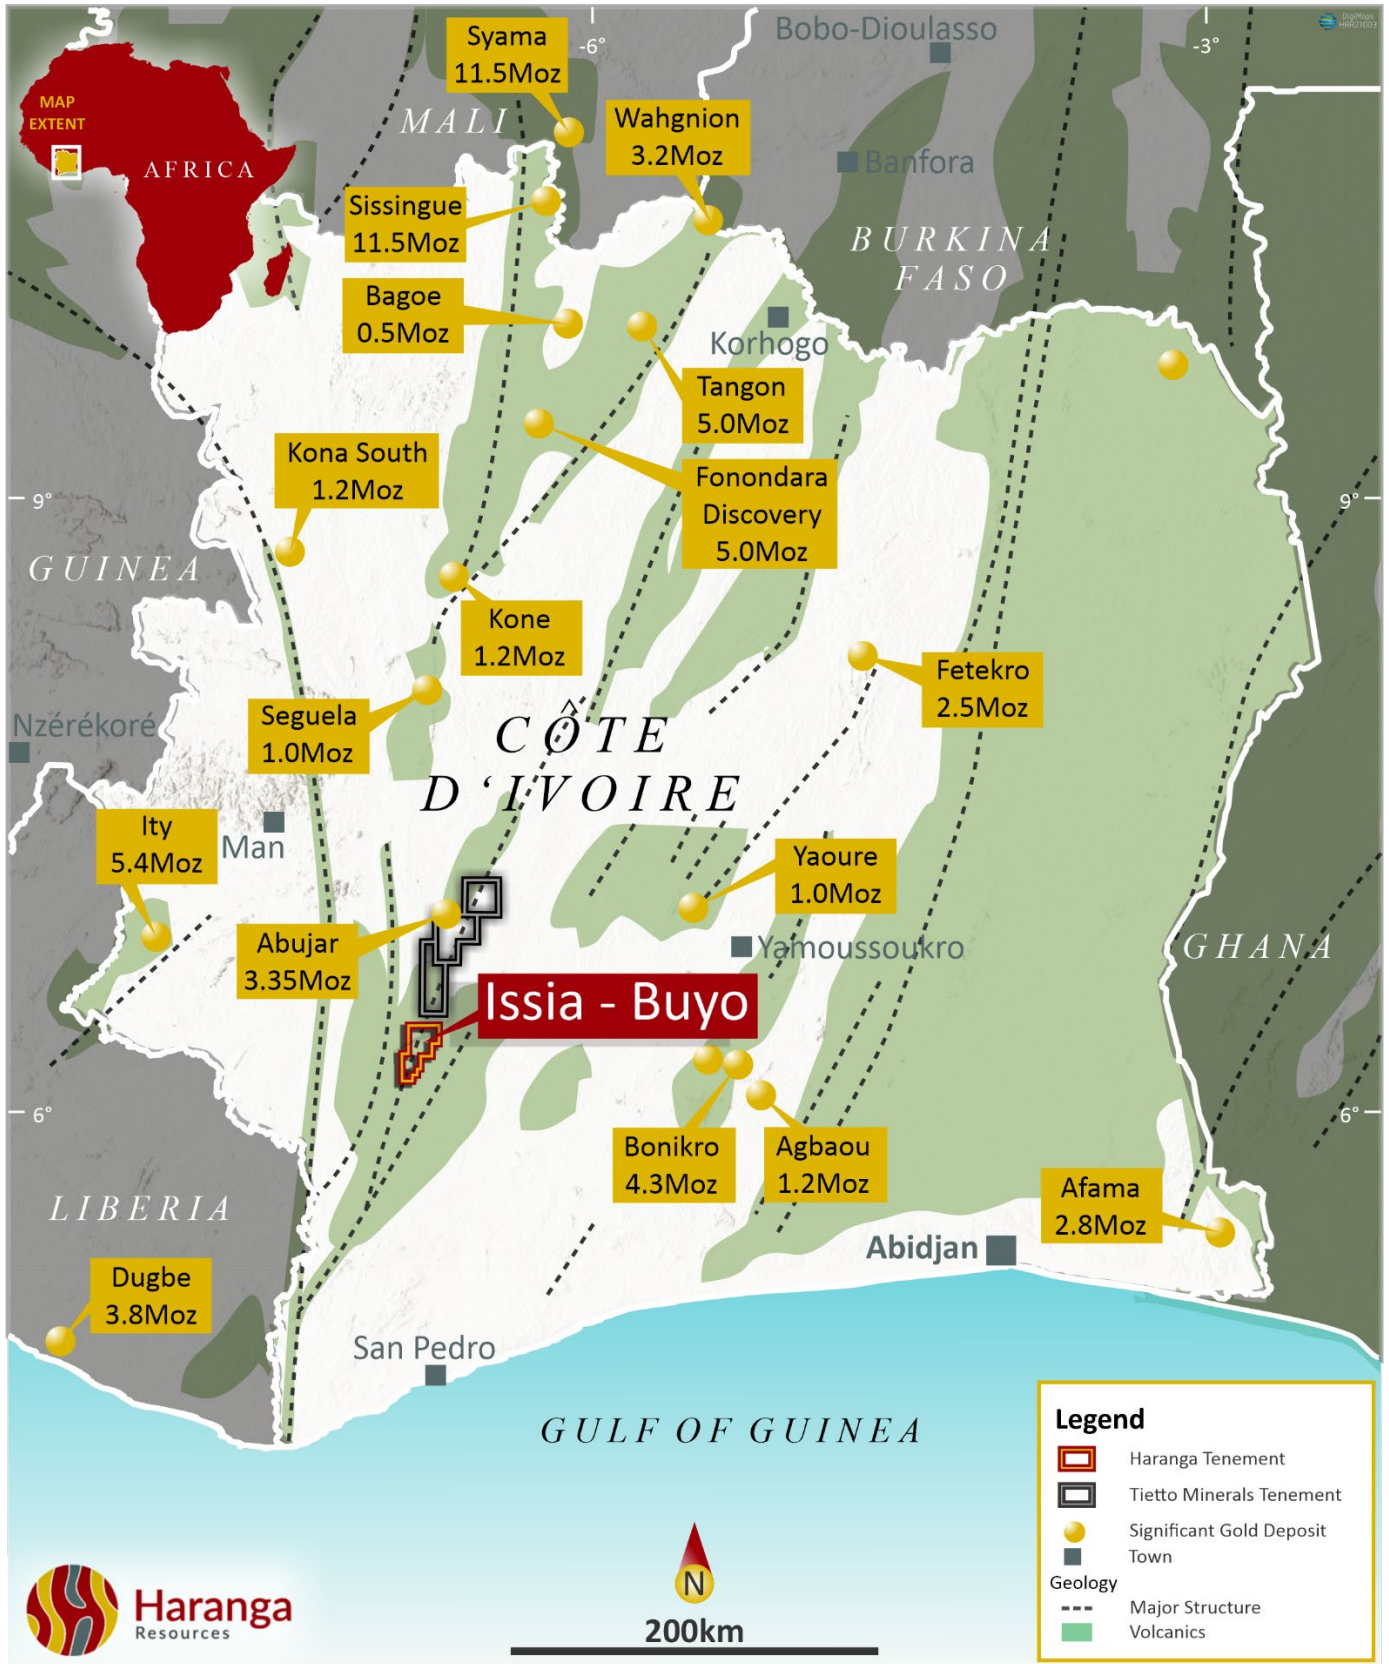 DigiMaps
HAR21003
Syama
11.5Moz
-6°
Bobo-Dioulasso
-3°
MAP
EXTENT
AFRICA
MALI
Wahgnion
3.2Moz
Banfora
Sissingue
11.5Moz
BURKINA
FASO
Bagoe
0.5Moz
Korhogo
Tangon
5.0Moz
Kona South
1.2Moz
Fonondara
Discovery
5.0Moz
9°
9°
GUINEA
Kone
1.2Moz
Fetekro
2.5Moz
Seguela
1.0Moz
Nzérékoré
CÔTE
D‘IVOIRE
Ity
5.4Moz
Man
Yaoure
1.0Moz
Abujar
3.35Moz
Yamoussoukro
GHANA
Issia - Buyo
6°
6°
Bonikro
4.3Moz
Agbaou
1.2Moz
Afama
2.8Moz
LIBERIA
Abidjan
Dugbe
3.8Moz
San Pedro
GULF OF GUINEA
Legend
Haranga Tenement
Tietto Minerals Tenement
Significant Gold Deposit
Town
Geology
Major Structure
Volcanics
N
200km
Haranga
Resources